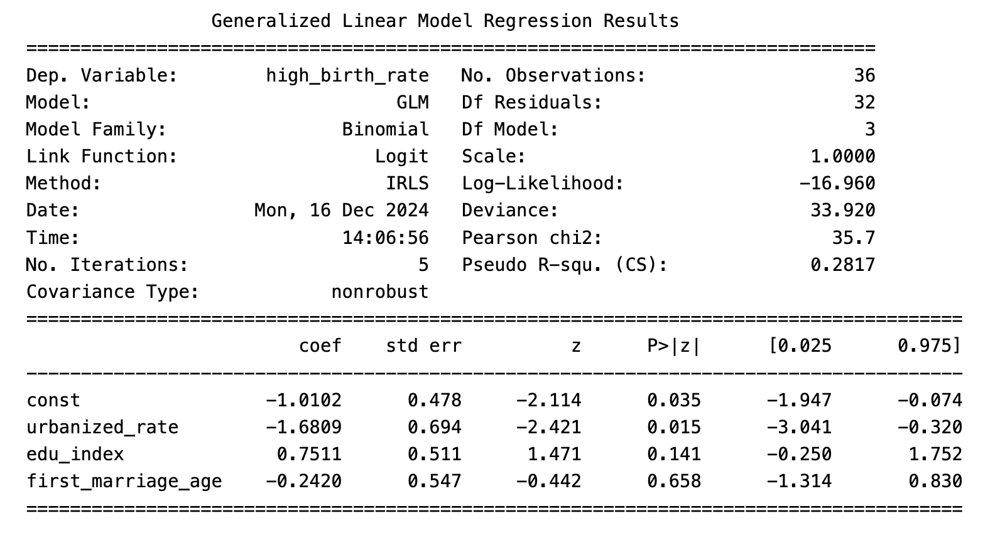 Generalized Linear Model Regression Results
==============================================================================
Dep. Variable:        high_birth_rate   No. Observations:                   36
Model:                            GLM   Df Residuals:                       32
Model Family:                Binomial   Df Model:                            3
Link Function:                  Logit   Scale:                          1.0000
Method:                          IRLS   Log-Likelihood:                -16.960
Date:                Mon, 16 Dec 2024   Deviance:                       33.920
Time:                        14:06:56   Pearson chi2:                     35.7
No. Iterations:                     5   Pseudo R-squ. (CS):             0.2817
Covariance Type:            nonrobust
======================================================================================
                         coef    std err          z      P>|z|      [0.025      0.975]
--------------------------------------------------------------------------------------
const                 -1.0102      0.478     -2.114      0.035      -1.947      -0.074
urbanized_rate        -1.6809      0.694     -2.421      0.015      -3.041      -0.320
edu_index              0.7511      0.511      1.471      0.141      -0.250       1.752
first_marriage_age    -0.2420      0.547     -0.442      0.658      -1.314       0.830
======================================================================================